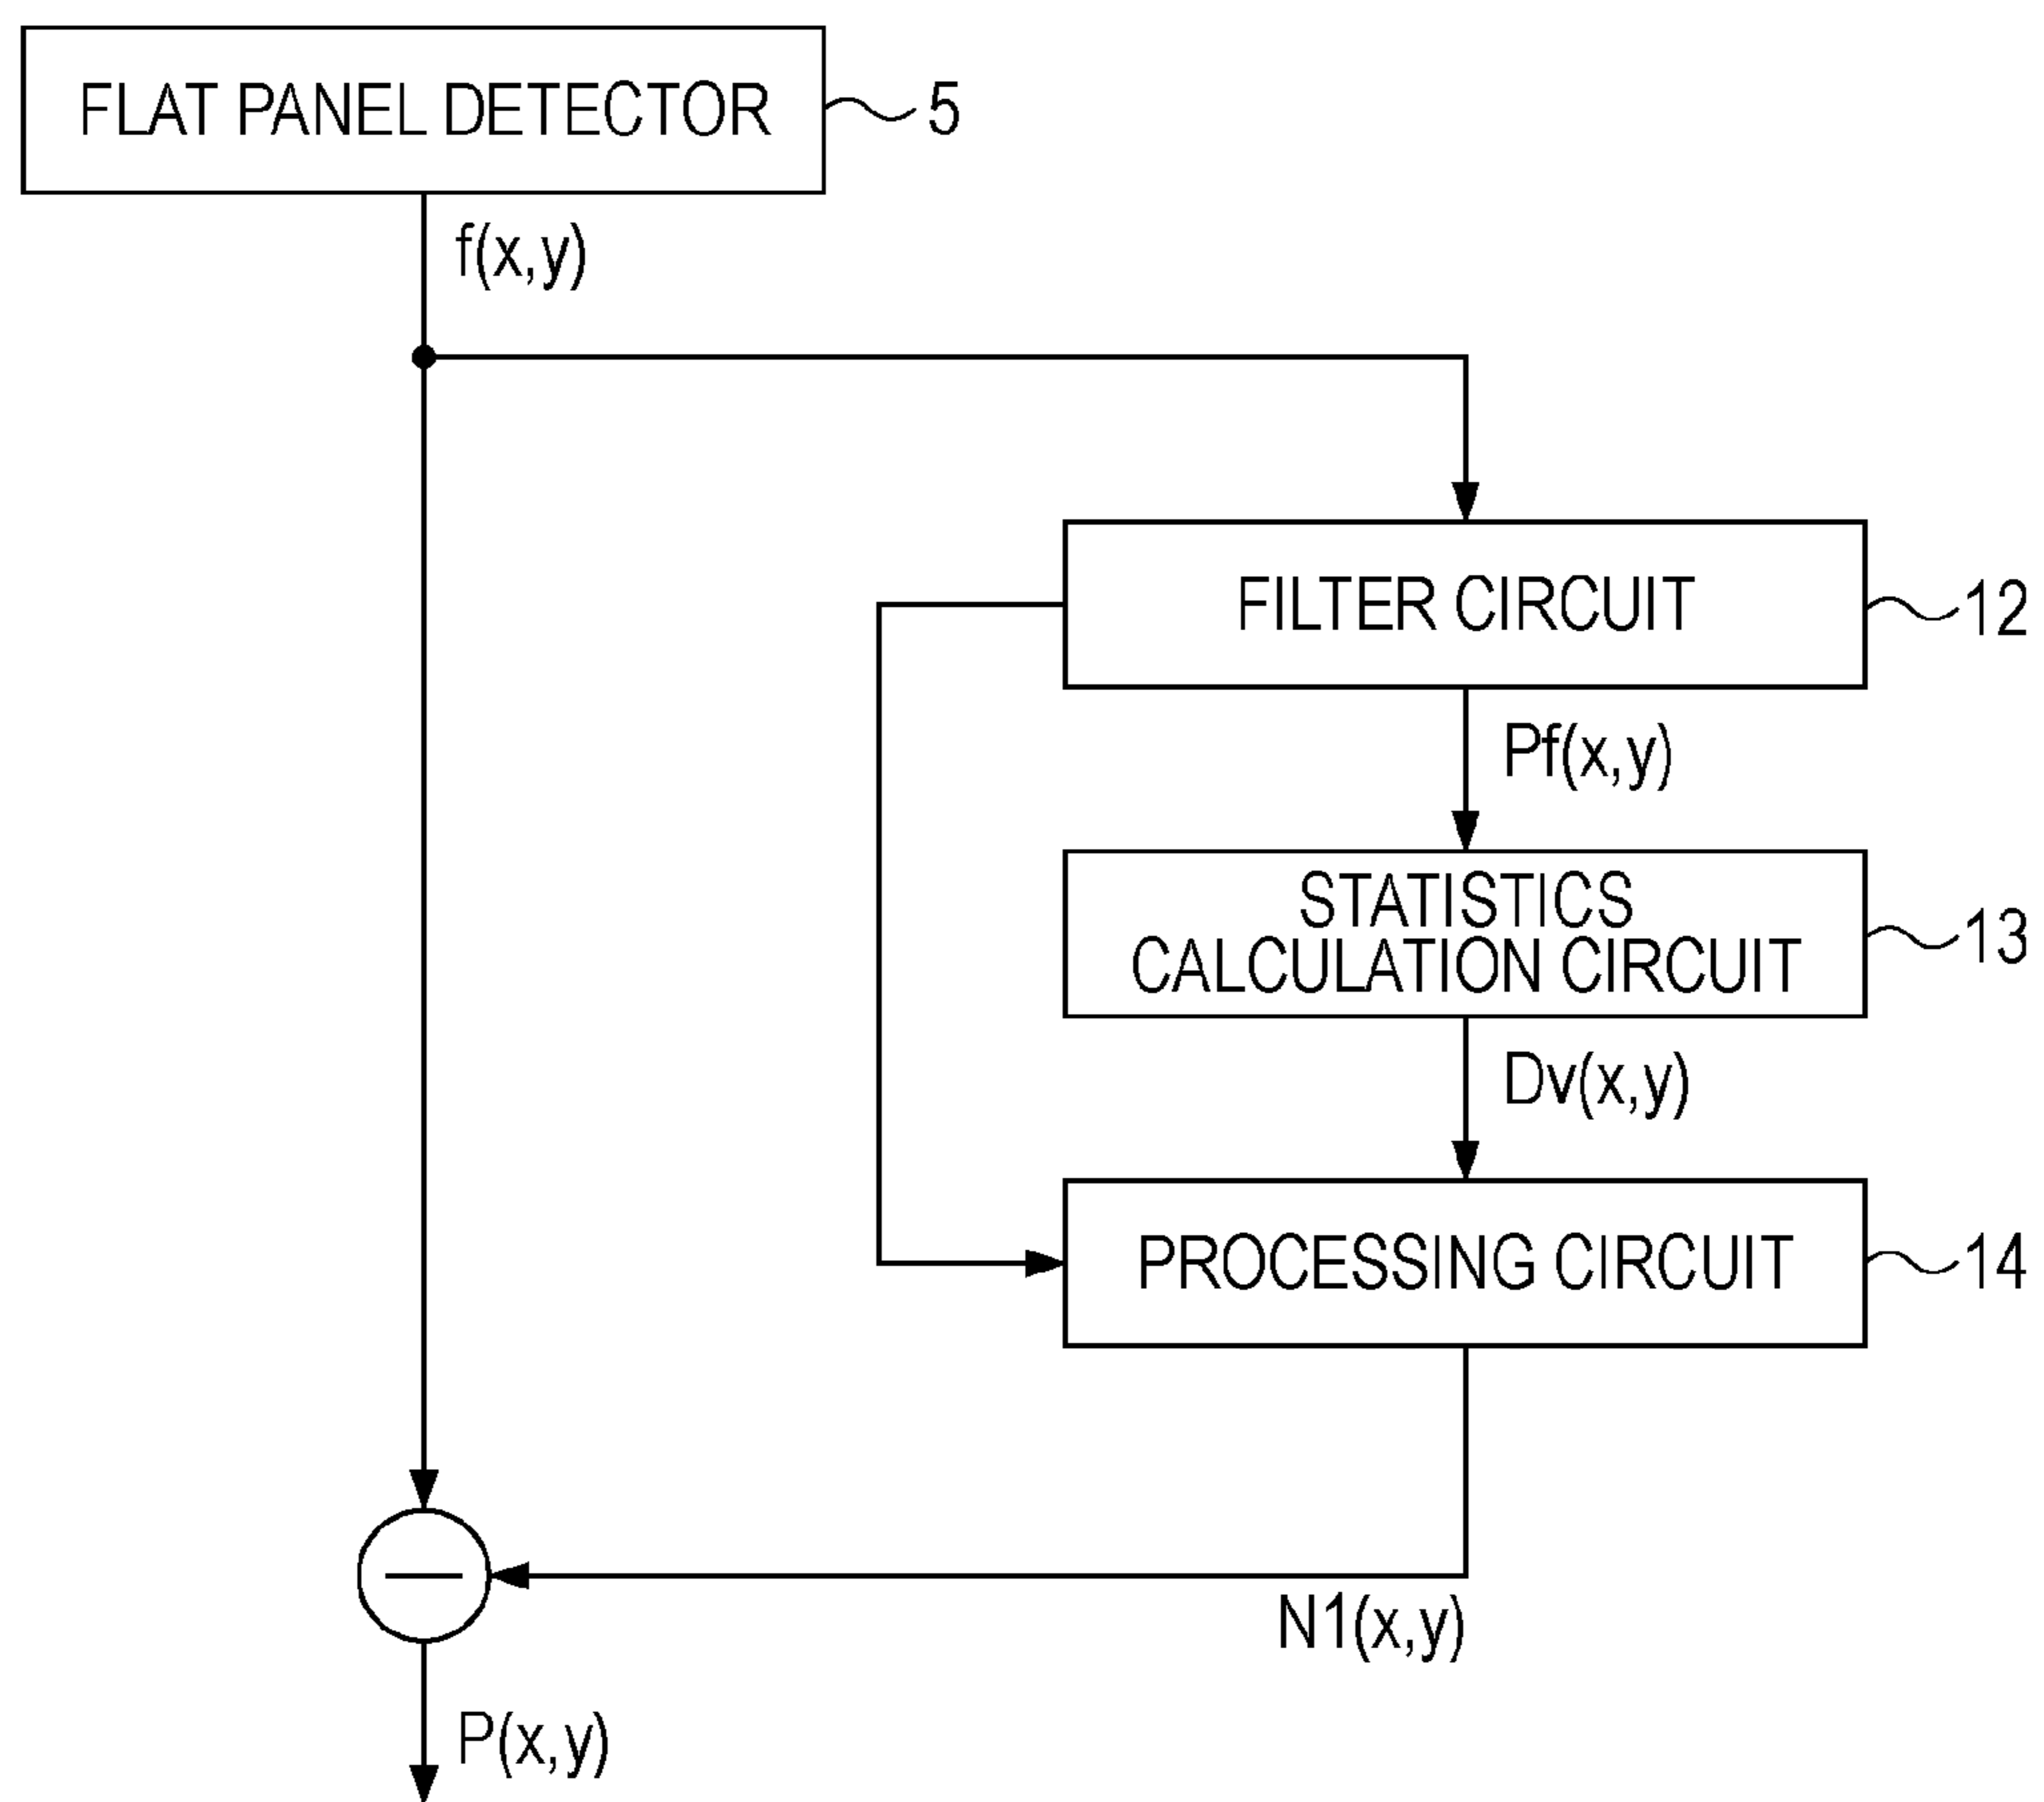 FLAT PANEL DETECTOR 5
f(x,y)
FILTER CIRCUIT 12
Pf(x,y)
STATISTICS
CALCULATION CIRCUIT 13
Dv(x,y)
PROCESSING CIRCUIT 14
N1(x,y)
P(x,y)